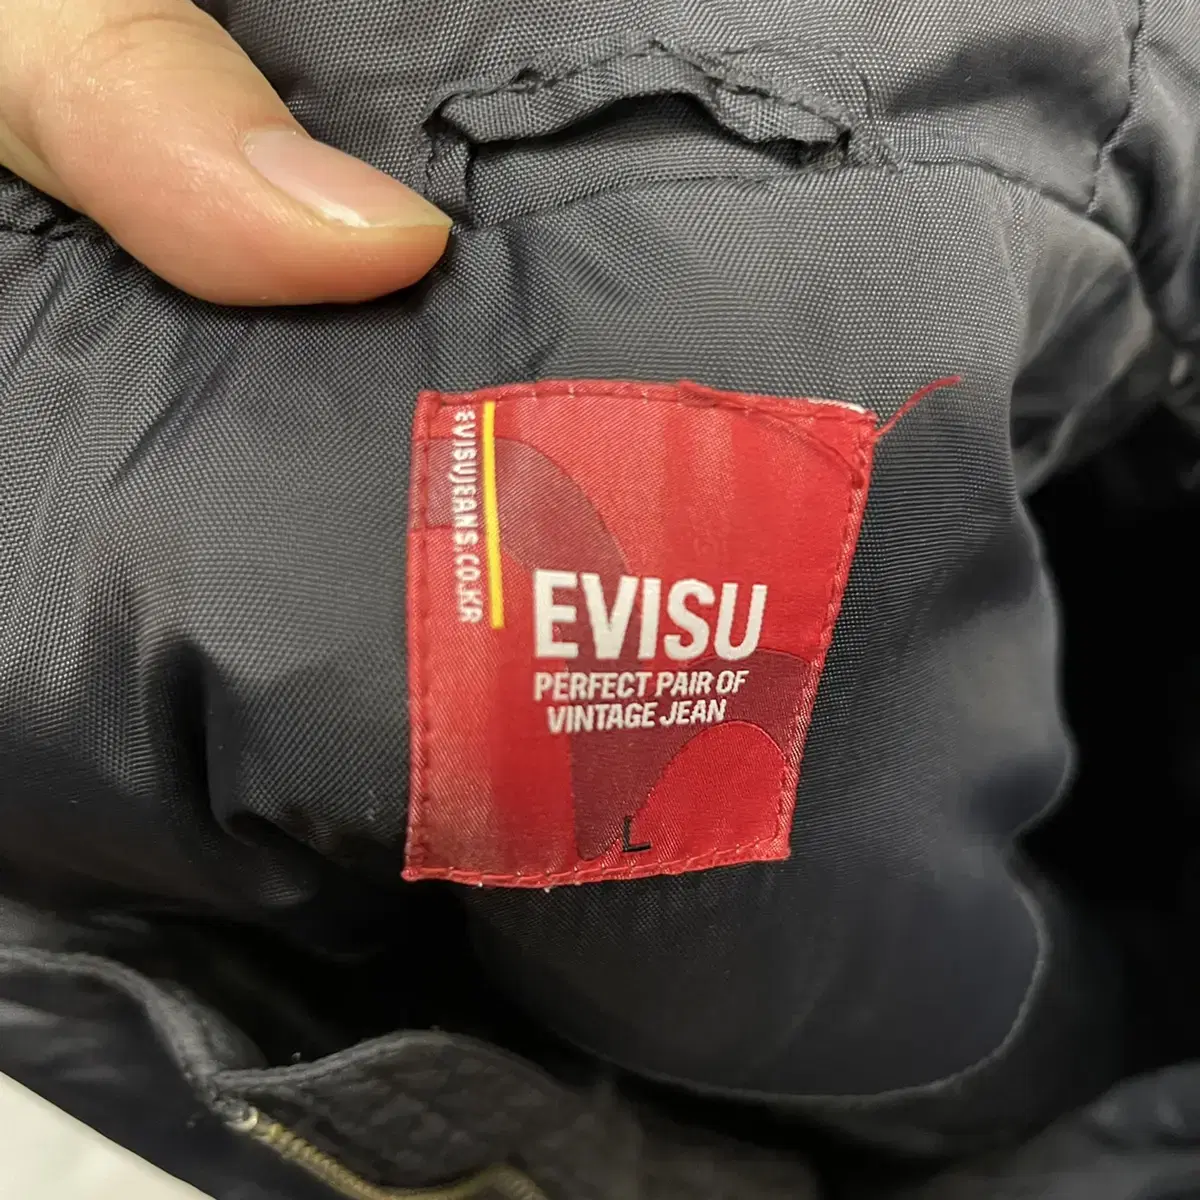 EVISUJEANS.CO.KR
EVISU
PERFECT PAIR OF
VINTAGE JEAN
L